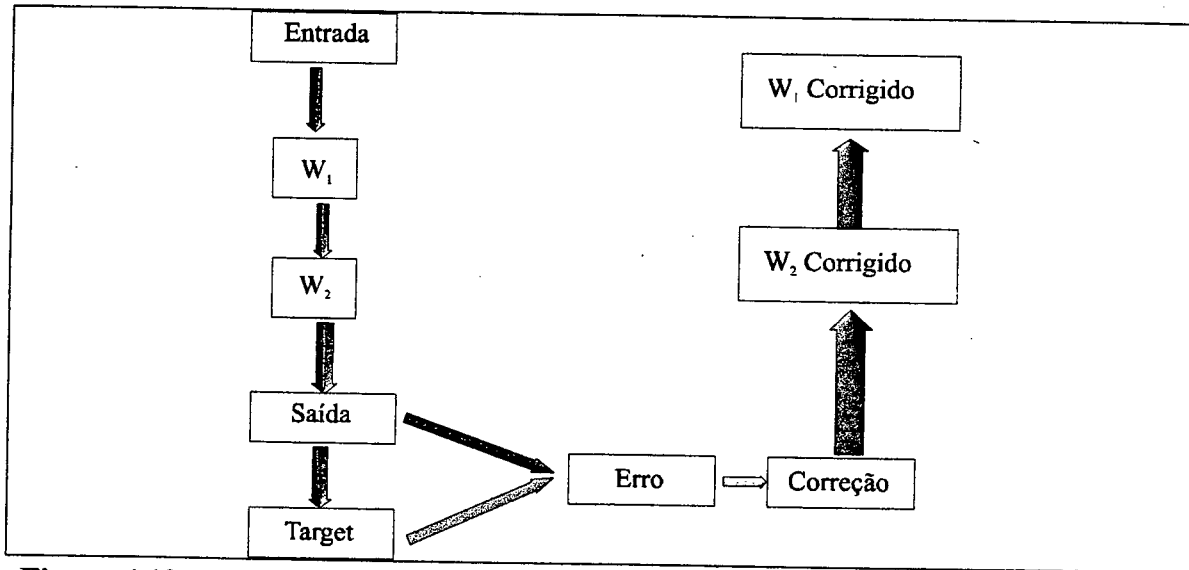 Entrada
W₁
W₂
Saída
Target
Erro
Correção
W₂ Corrigido
W₁ Corrigido